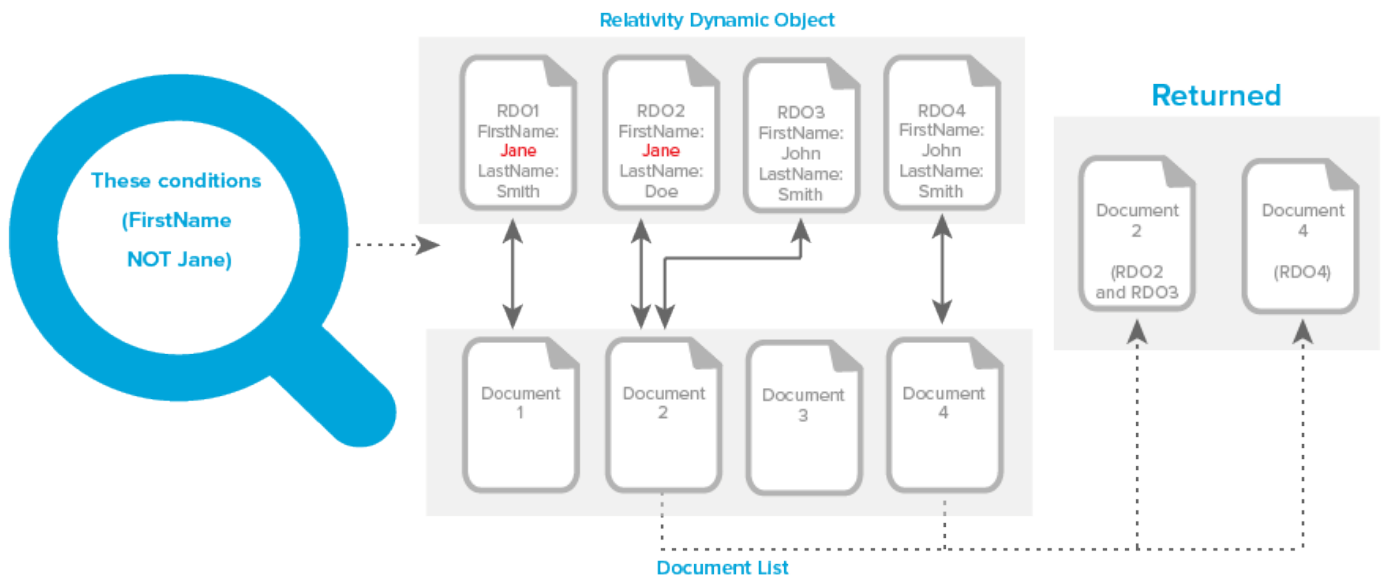 Relativity Dynamic Object
These conditions
(FirstName
NOT Jane)
RDO1
FirstName:
Jane
LastName:
Smith
RDO2
FirstName:
Jane
LastName:
Doe
RDO3
FirstName:
John
LastName:
Smith
RDO4
FirstName:
John
LastName:
Smith
Document
1
Document
2
Document
3
Document
4
Document List
Returned
Document
2
(RDO2
and RDO3
Document
4
(RDO4)